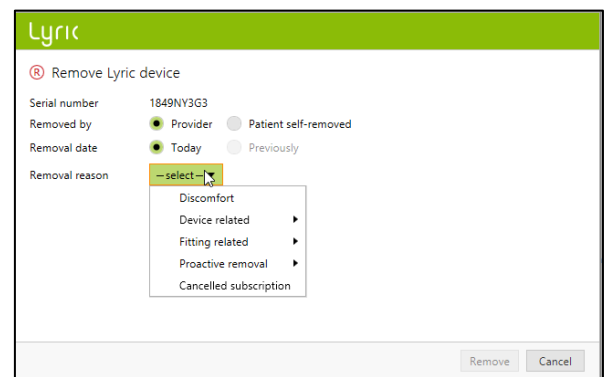 Lyric
R Remove Lyric device
Serial number 1849NY3G3
Removed by Provider Patient self-removed
Removal date Today Previously
Removal reason —select—
Discomfort
Device related
Fitting related
Proactive removal
Cancelled subscription
Remove Cancel